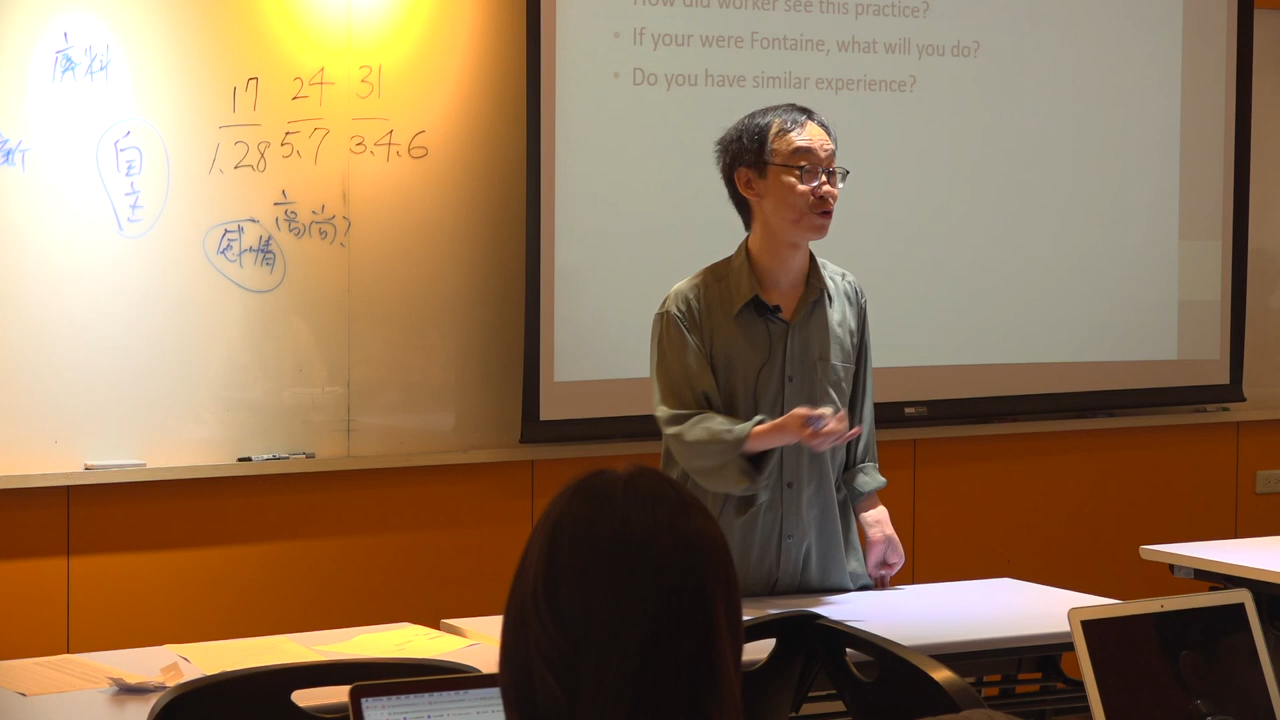 廢料
自主
17 24 31
1.2.8 5.7 3.4.6
高尚?
感情
How did worker see this practice?
• If your were Fontaine, what will you do?
• Do you have similar experience?